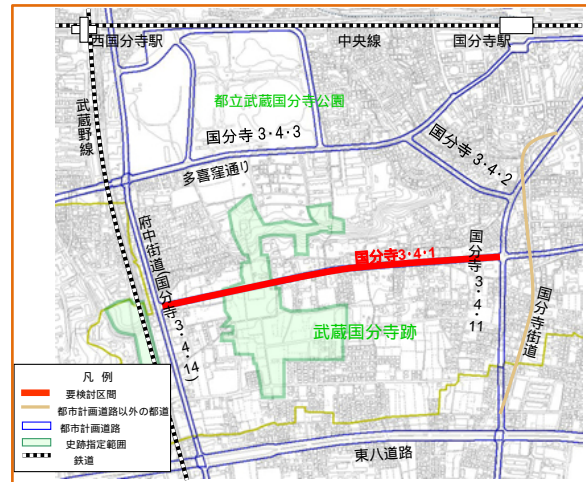 西国分寺駅
中央線
国分寺駅
武蔵野線
都立武蔵国分寺公園
国分寺 3・4・3
国分寺 3・4・2
多喜窪通り
府中街道(国分寺3・4・14)
国分寺3・4・1
国分寺3・4・11
国分寺街道
武蔵国分寺跡
凡 例
要検討区間
都市計画道路以外の都道
都市計画道路
史跡指定範囲
鉄道
東八道路